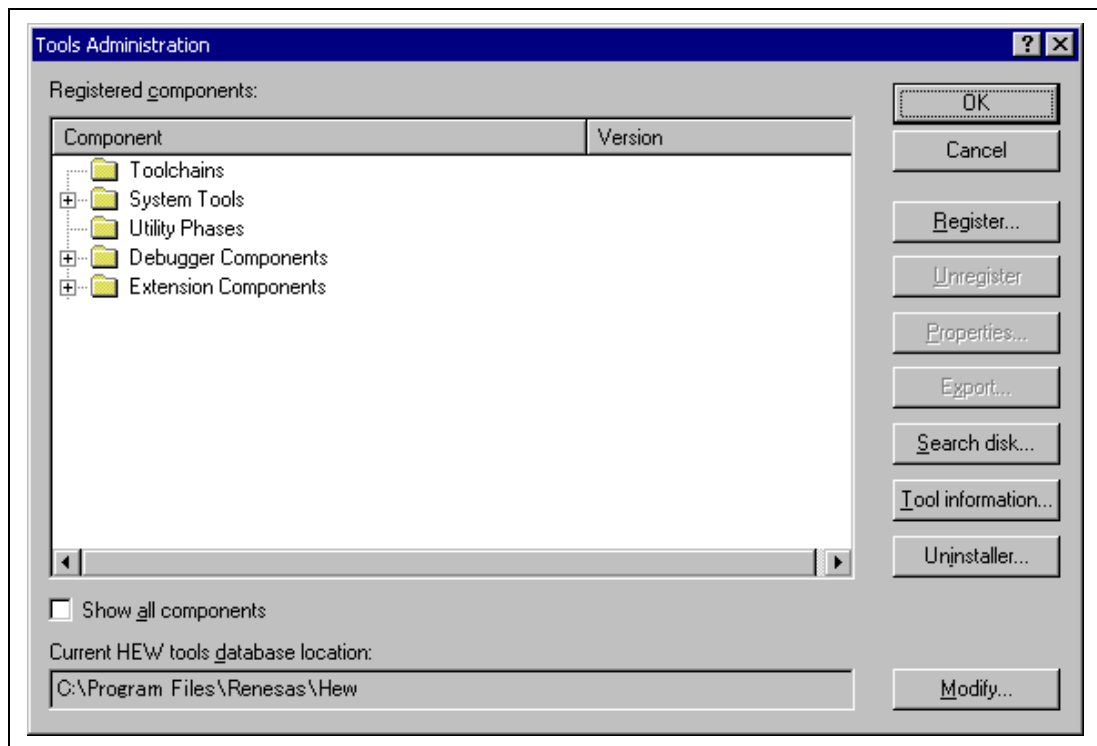 Tools Administration
Registered components:
Component Version
Toolchains
System Tools
Utility Phases
Debugger Components
Extension Components
OK
Cancel
Register...
Unregister
Properties...
Export...
Search disk...
Tool information...
Uninstaller...
Show all components
Current HEW tools database location:
C:\Program Files\Renesas\Hew
Modify...